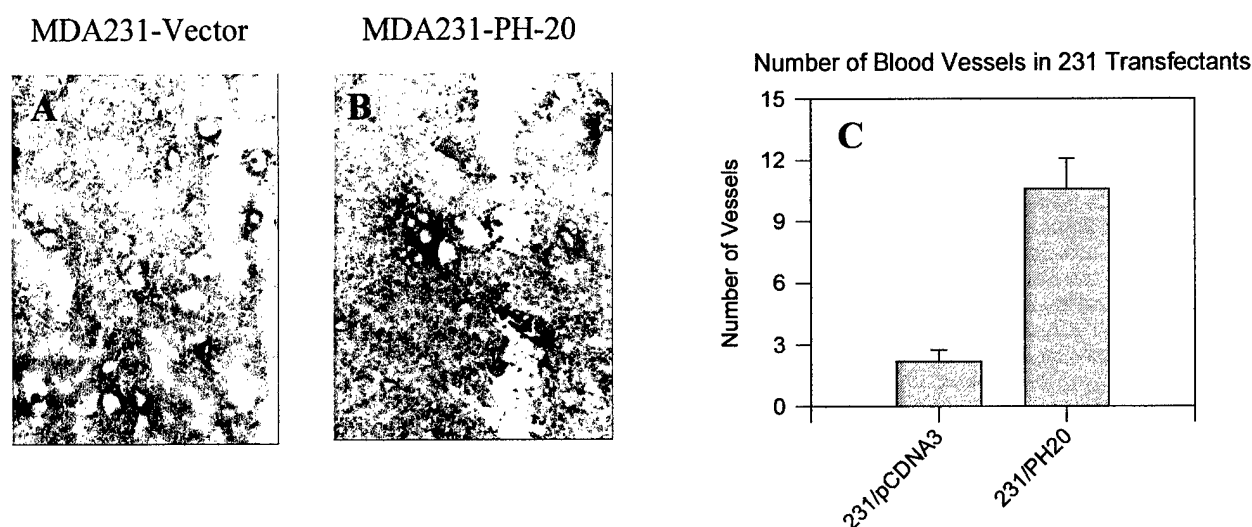 MDA231-Vector
MDA231-PH-20
A
B
Number of Blood Vessels in 231 Transfectants
C
Number of Vessels
15
12
9
6
3
0
231/pCDNA3
231/PH20